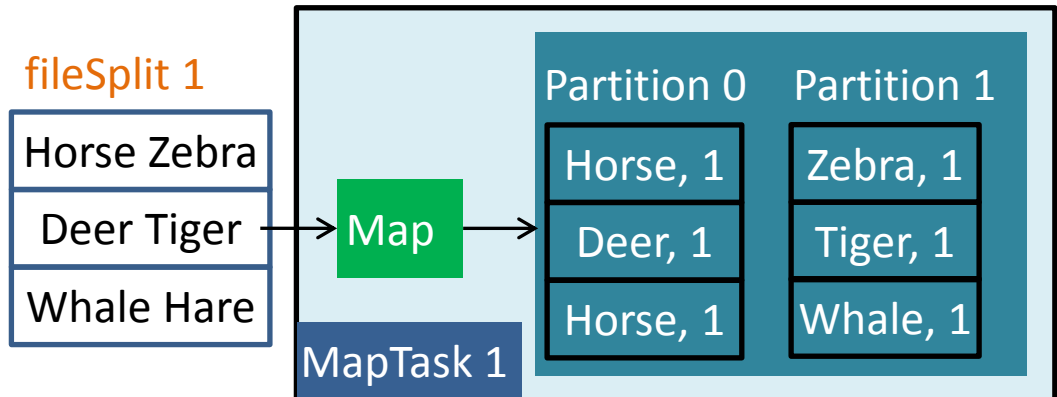 fileSplit 1
Horse Zebra
Deer Tiger
Whale Hare
Map
MapTask 1
Partition 0
Horse, 1
Deer, 1
Horse, 1
Partition 1
Zebra, 1
Tiger, 1
Whale, 1